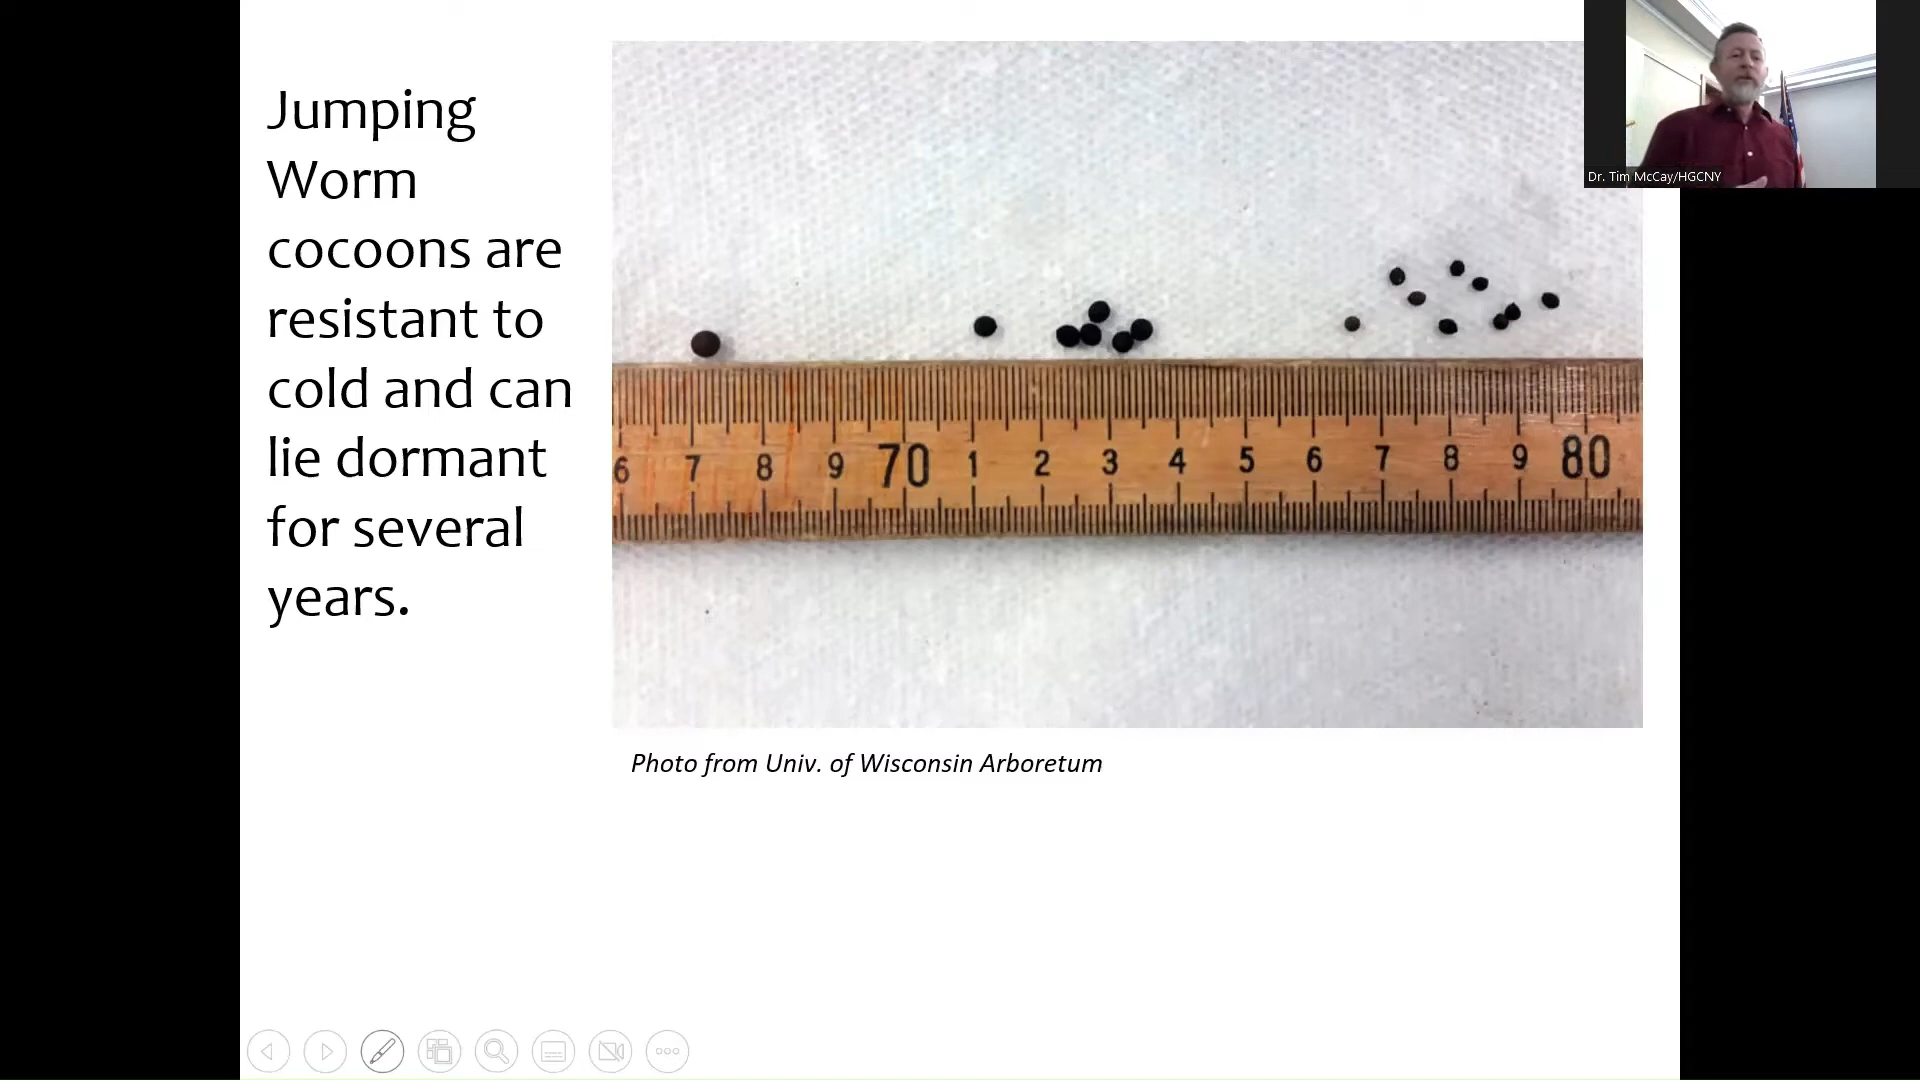 Jumping
Worm
cocoons are
resistant to
cold and can
lie dormant
for several
years.
Dr. Tim McCay/HGCNY
6 7 8 9 70 1 2 3 4 5 6 7 8 9 80
Photo from Univ. of Wisconsin Arboretum